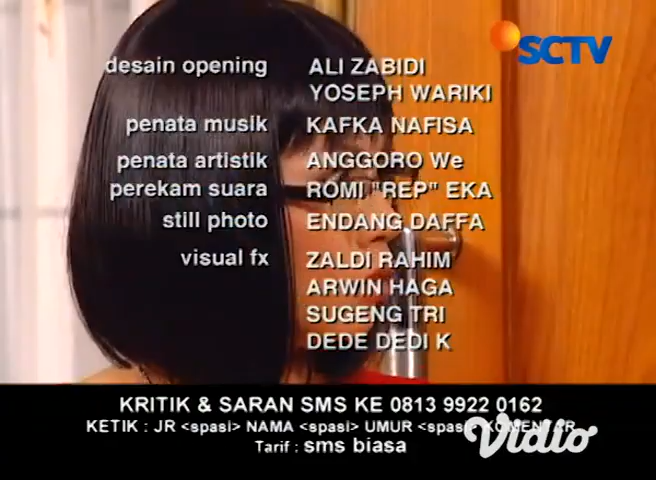 SCTV
desain opening ALI ZABIDI
YOSEPH WARIKI
penata musik KAFKA NAFISA
penata artistik ANGGORO We
perekam suara ROMI "REP" EKA
still photo ENDANG DAFFA
visual fx ZALDI RAHIM
ARWIN HAGA
SUGENG TRI
DEDE DEDI K
KRITIK & SARAN SMS KE 0813 9922 0162
KETIK : JR <spasi> NAMA <spasi> UMUR <spasi> KOMENTAR
Tarif : sms biasa
Vidio